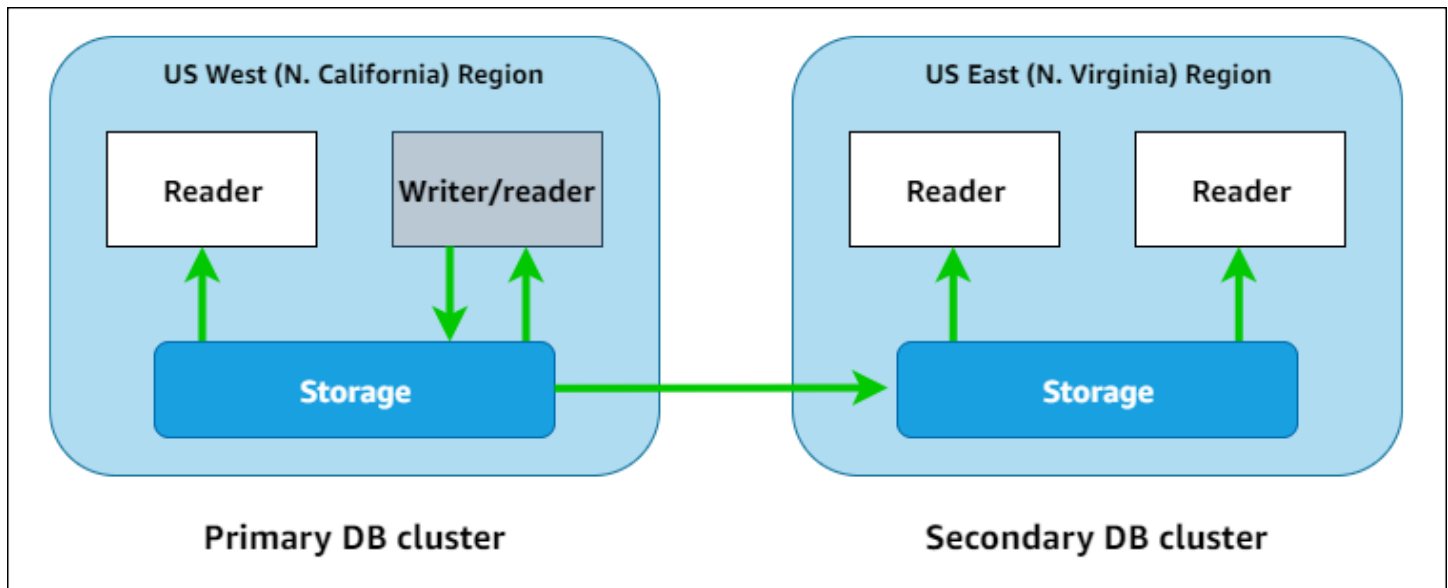 US West (N. California) Region
Reader
Writer/reader
Storage
Primary DB cluster
US East (N. Virginia) Region
Reader
Reader
Storage
Secondary DB cluster